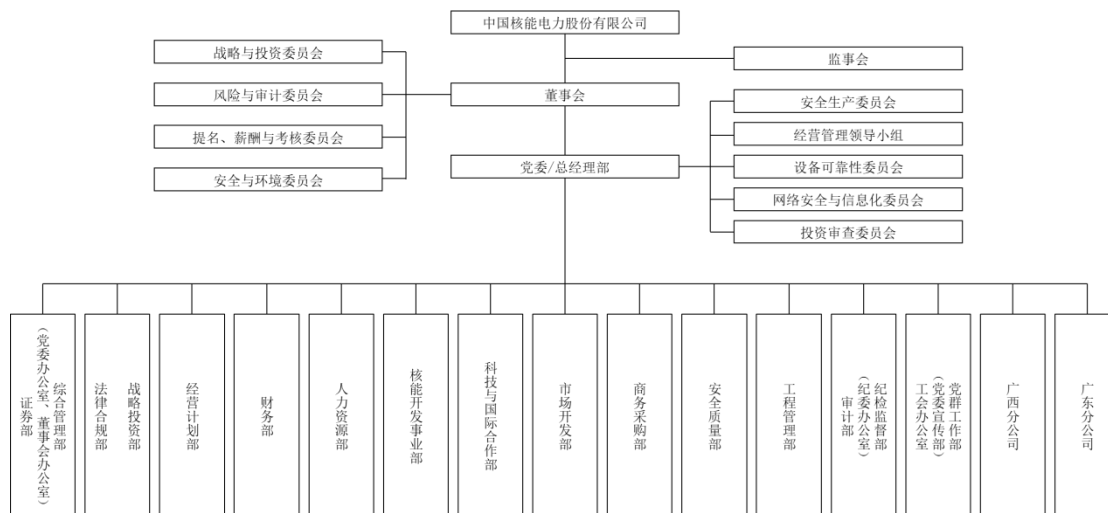 中国核能电力股份有限公司
战略与投资委员会
监事会
风险与审计委员会
董事会
安全生产委员会
提名、薪酬与考核委员会
经营管理领导小组
党委/总经理部
设备可靠性委员会
安全与环境委员会
网络安全与信息化委员会
投资审查委员会
综合管理部
(党委办公室、董事会办公室)
证券部
战略投资部
法律合规部
经营计划部
财务部
人力资源部
核能开发事业部
科技与国际合作部
市场开发部
商务采购部
安全质量部
工程管理部
纪检监督部
(纪委办公室)
审计部
党群工作部
(党委宣传部)
工会办公室
广西分公司
广东分公司